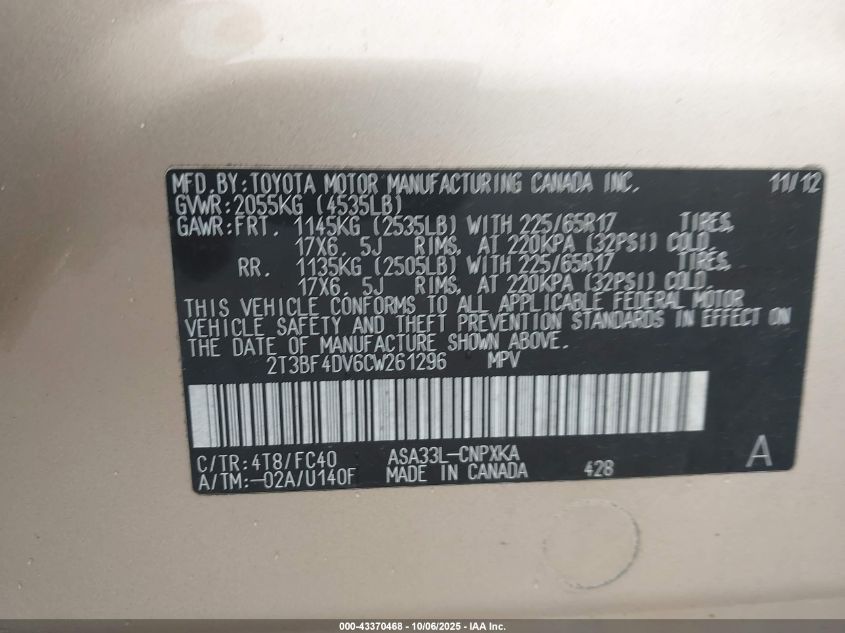 MFD. BY: TOYOTA MOTOR MANUFACTURING CANADA INC. 11/12
GVWR: 2055KG (4535LB)
GAWR: FRT. 1145KG (2535LB) WITH 225/65R17 TIRES,
17X6.5J RIMS, AT 220KPA (32PSI) COLD.
RR. 1135KG (2505LB) WITH 225/65R17 TIRES,
17X6.5J RIMS, AT 220KPA (32PSI) COLD.
THIS VEHICLE CONFORMS TO ALL APPLICABLE FEDERAL MOTOR
VEHICLE SAFETY AND THEFT PREVENTION STANDARDS IN EFFECT ON
THE DATE OF MANUFACTURE SHOWN ABOVE.
2T3BF4DV6CW261296 MPV
C/TR: 4T8/FC40 ASA33L-CNPXKA
A/TM: -02A/U140F MADE IN CANADA 428 A
000-43370468 - 10/06/2025 - IAA Inc.